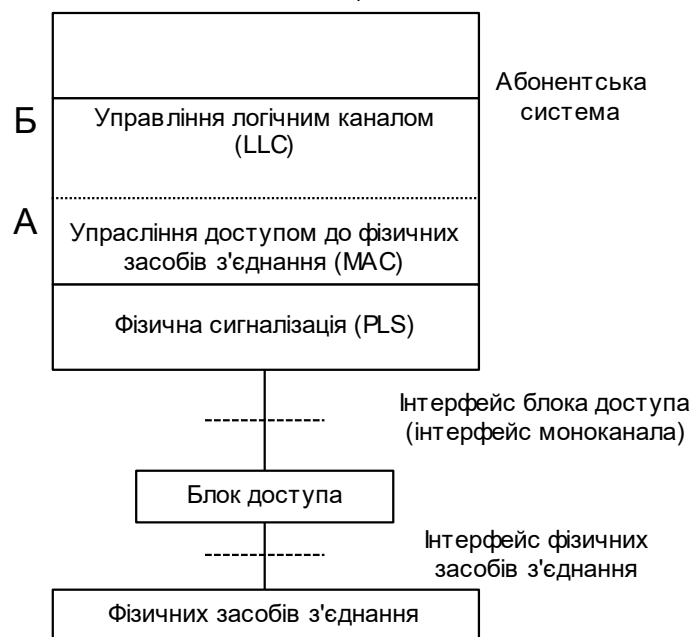 Абонентська
система
Б
Управління логічним каналом
(LLC)
А
Упрасління доступом до фізичних
засобів з'єднання (MAC)
Фізична сигналізація (PLS)
Інтерфейс блока доступа
(інтерфейс моноканала)
Блок доступа
Інтерфейс фізичних
засобів з'єднання
Фізичних засобів з'єднання